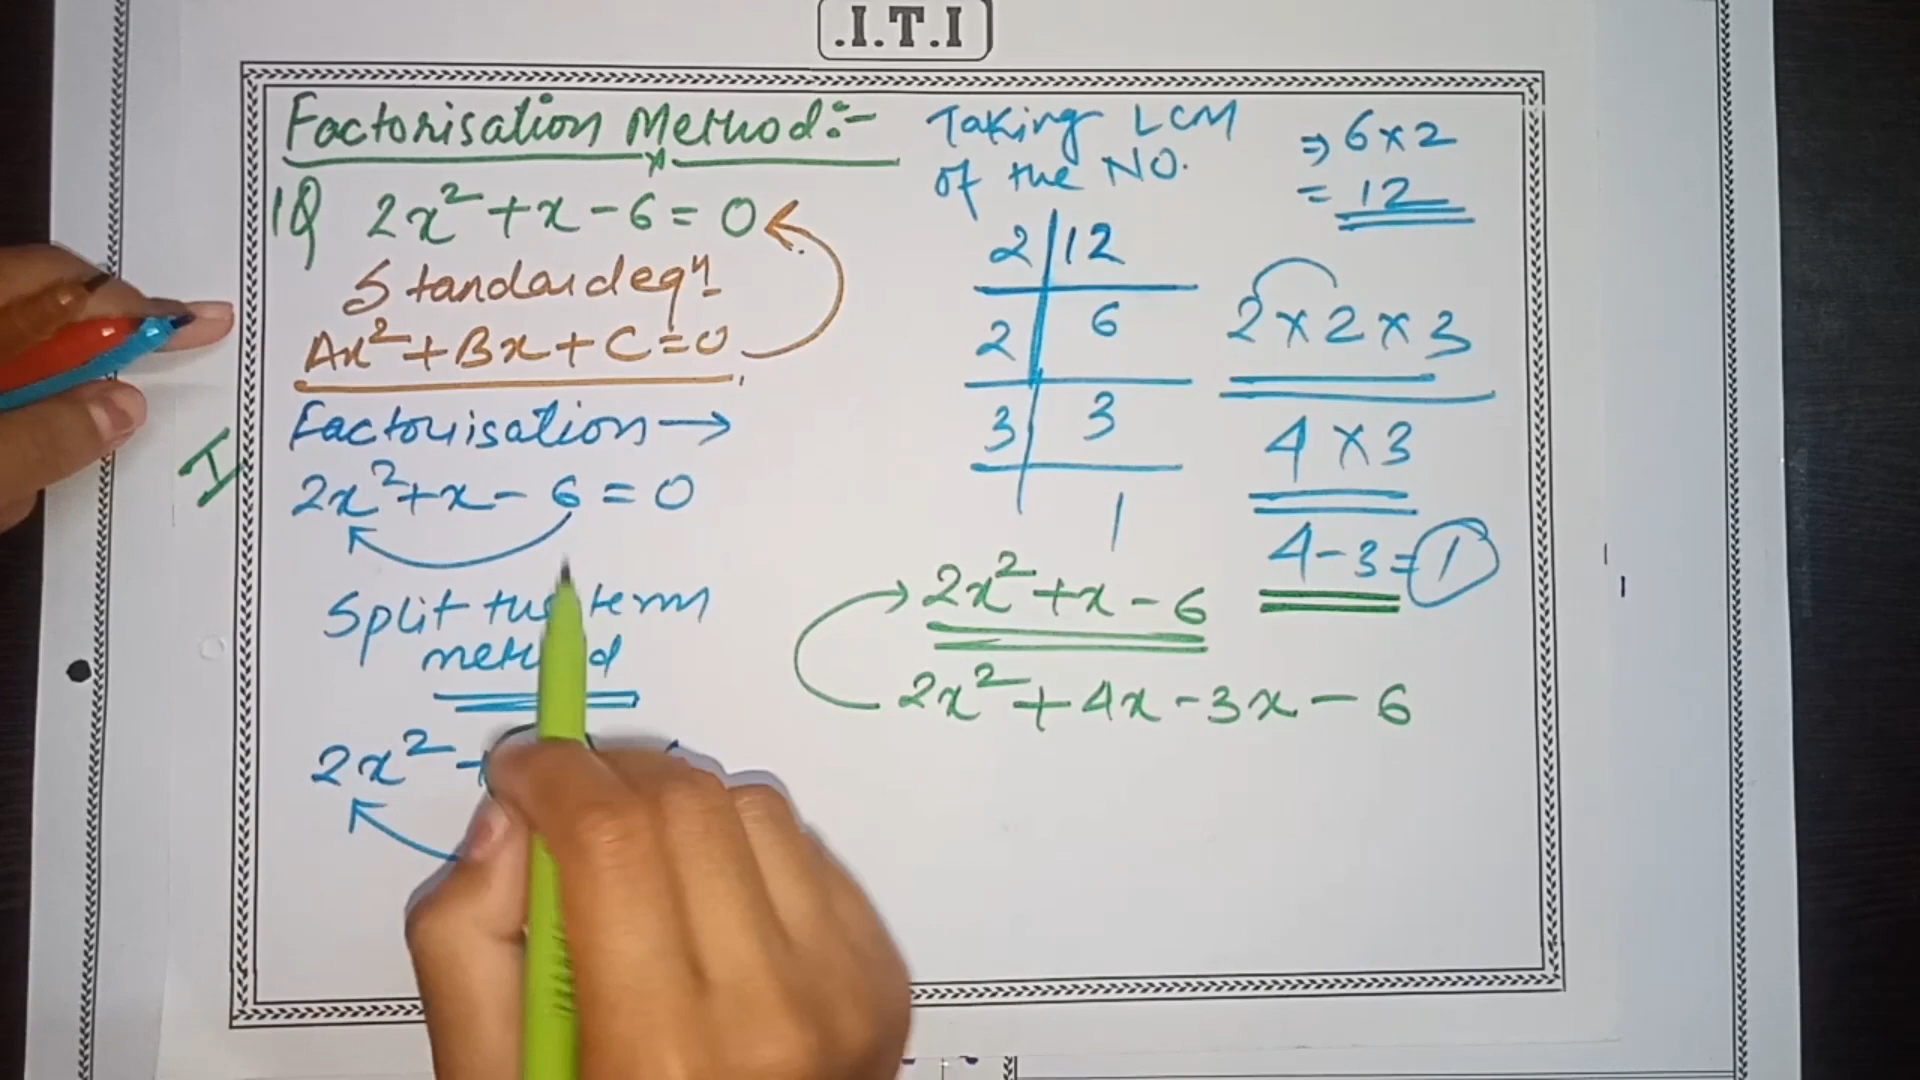 .I.T.I
Factorisation Method:-
1Q 2x² + x - 6 = 0
Standard eqn
Ax² + Bx + C = 0
Factorisation →
2x² + x - 6 = 0
Split the term
method
2x² +
I
Taking LCM
of the NO.
2 | 12
2 | 6
3 | 3
1
⇒ 6 × 2
= 12
2 × 2 × 3
4 × 3
4 - 3 = 1
2x² + x - 6
2x² + 4x - 3x - 6